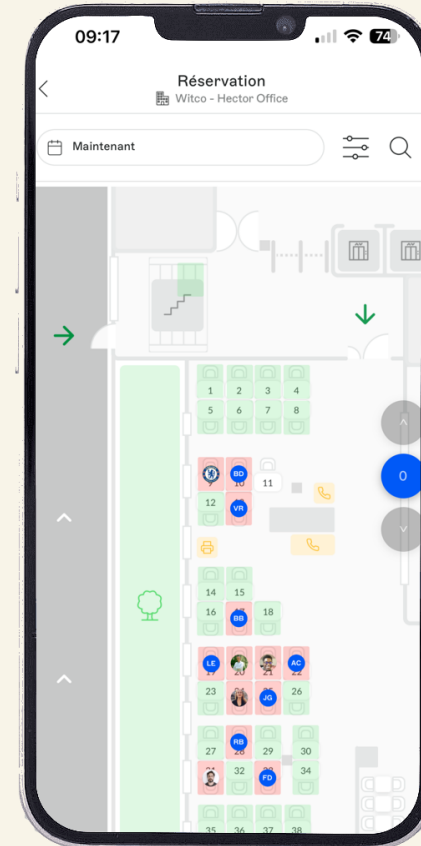 09:17
74
Réservation
Witco - Hector Office
Maintenant
1 2 3 4
5 6 7 8
BD
10 11
0
12 VR
14 15
16 BB 18
LE AC
22
23 JG 26
RB
27 28 29 30
32 FD 34
35 36 37 38